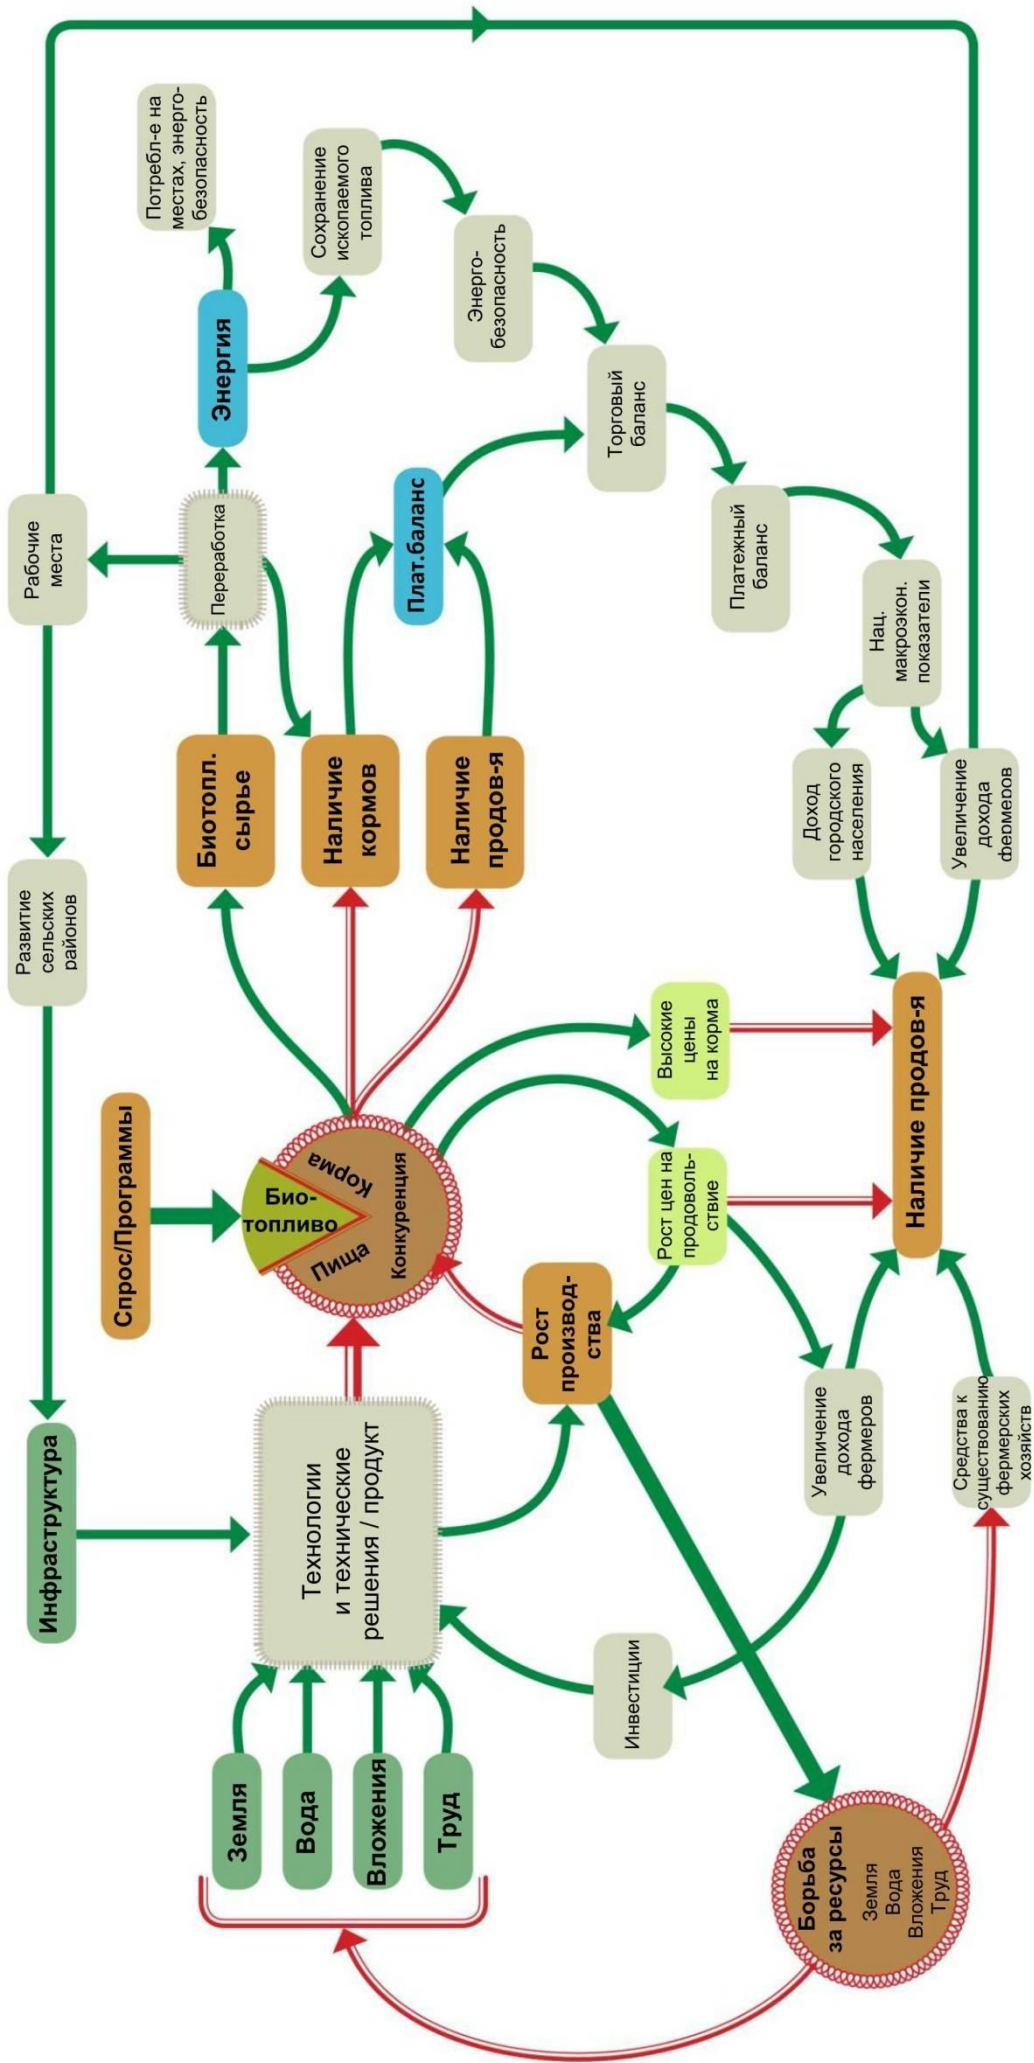 Инфраструктура
Развитие
сельских
районов
Рабочие
места
Спрос/Программы
Земля
Вода
Вложения
Труд
Технологии
и технические
решения / продукт
Био-
топливо
Пища
Корма
Конкуренция
Биотопл.
сырье
Наличие
кормов
Наличие
продов-я
Переработка
Энергия
Потребл-е на
местах, энерго-
безопасность
Сохранение
ископаемого
топлива
Энерго-
безопасность
Плат.баланс
Торговый
баланс
Платежный
баланс
Нац.
макроэкон.
показатели
Доход
городского
населения
Увеличение
дохода
фермеров
Рост
производ-
ства
Рост цен на
продоволь-
ствие
Высокие
цены
на корма
Инвестиции
Увеличение
дохода
фермеров
Наличие продов-я
Средства к
существованию
фермерских
хозяйств
Борьба
за ресурсы
Земля
Вода
Вложения
Труд